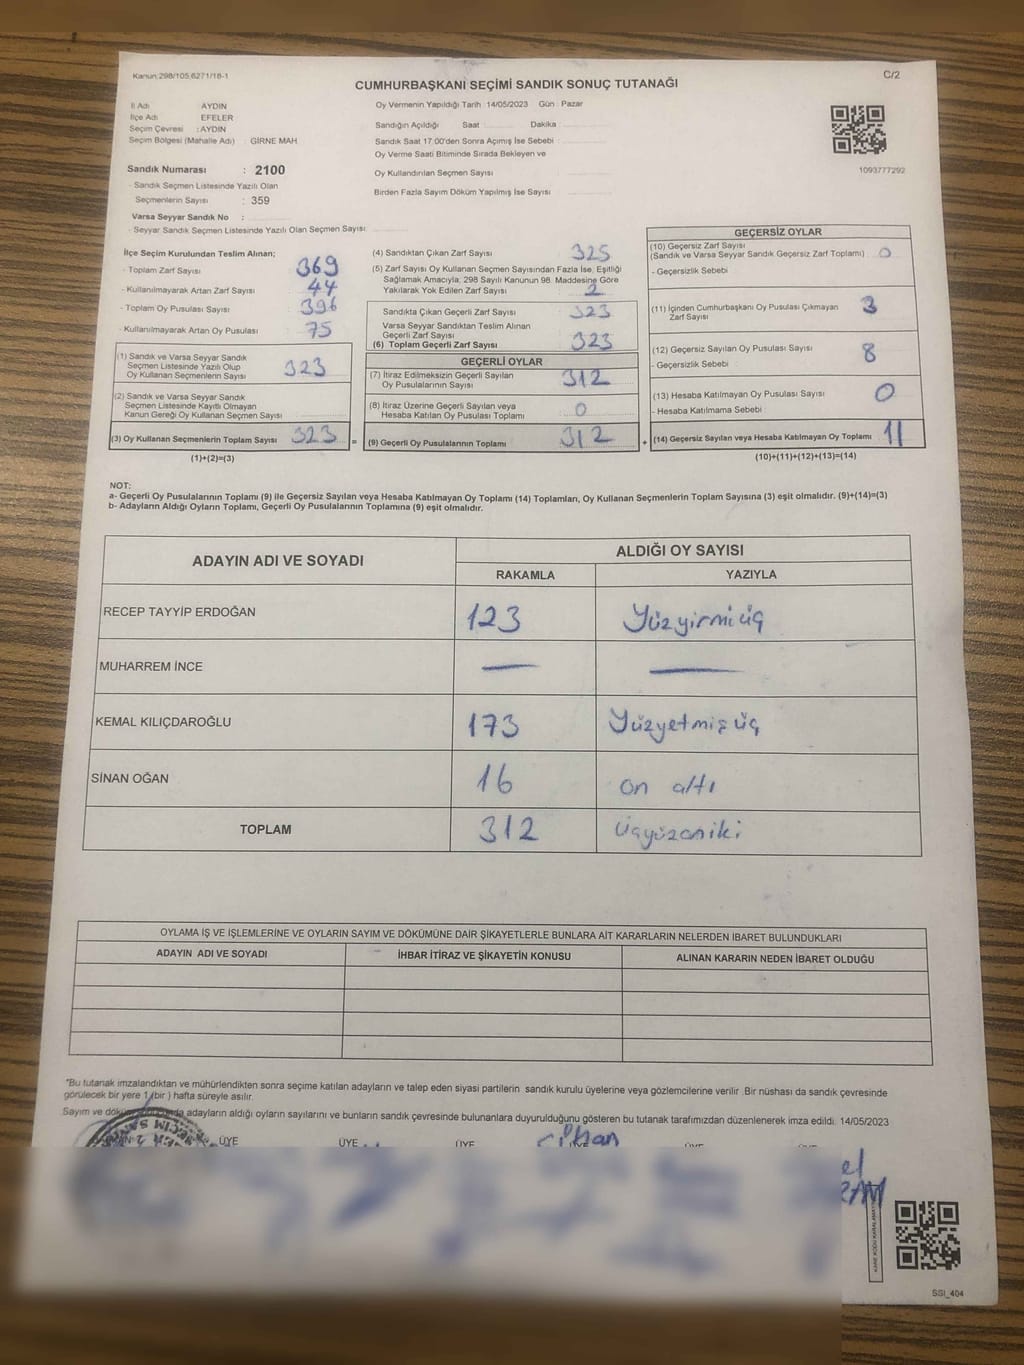 Kanun;298/105,6271/18-1
C/2
CUMHURBAŞKANI SEÇİMİ SANDIK SONUÇ TUTANAĞI
İl Adı AYDIN
İlçe Adı EFELER
Seçim Çevresi : AYDIN
Seçim Bölgesi (Mahalle Adı) GİRNE MAH
Sandık Numarası : 2100
- Sandık Seçmen Listesinde Yazılı Olan
Seçmenlerin Sayısı : 359
Varsa Seyyar Sandık No :
- Seyyar Sandık Seçmen Listesinde Yazılı Olan Seçmen Sayısı
Oy Vermenin Yapıldığı Tarih : 14/05/2023 Gün : Pazar
Sandığın Açıldığı Saat Dakika
Sandık Saat 17.00'den Sonra Açımış İse Sebebi :
Oy Verme Saati Bitiminde Sırada Bekleyen ve
Oy Kullandırılan Seçmen Sayısı
Birden Fazla Sayım Döküm Yapılmış İse Sayısı
1093777292
İlçe Seçim Kurulundan Teslim Alınan;
- Toplam Zarf Sayısı 369
- Kullanılmayarak Artan Zarf Sayısı 44
- Toplam Oy Pusulası Sayısı 396
- Kullanılmayarak Artan Oy Pusulası 75
(1) Sandık ve Varsa Seyyar Sandık
Seçmen Listesinde Yazılı Olup
Oy Kullanan Seçmenlerin Sayısı 323
(2) Sandık ve Varsa Seyyar Sandık
Seçmen Listesinde Kayıtlı Olmayan
Kanun Gereği Oy Kullanan Seçmen Sayısı
(3) Oy Kullanan Seçmenlerin Toplam Sayısı 323 =
(1)+(2)=(3)
(4) Sandıktan Çıkan Zarf Sayısı 325
(5) Zarf Sayısı Oy Kullanan Seçmen Sayısından Fazla İse, Eşitliği
Sağlamak Amacıyla; 298 Sayılı Kanunun 98. Maddesine Göre
Yakılarak Yok Edilen Zarf Sayısı 2
Sandıkta Çıkan Geçerli Zarf Sayısı 323
Varsa Seyyar Sandıktan Teslim Alınan
Geçerli Zarf Sayısı
(6) Toplam Geçerli Zarf Sayısı 323
GEÇERLİ OYLAR
(7) İtiraz Edilmeksizin Geçerli Sayılan
Oy Pusulalarının Sayısı 312
(8) İtiraz Üzerine Geçerli Sayılan veya
Hesaba Katılan Oy Pusulası Toplamı 0
(9) Geçerli Oy Pusulalarının Toplamı 312 +
GEÇERSİZ OYLAR
(10) Geçersiz Zarf Sayısı
(Sandık ve Varsa Seyyar Sandık Geçersiz Zarf Toplamı) 0
- Geçersizlik Sebebi
(11) İçinden Cumhurbaşkanı Oy Pusulası Çıkmayan
Zarf Sayısı 3
(12) Geçersiz Sayılan Oy Pusulası Sayısı 8
- Geçersizlik Sebebi
(13) Hesaba Katılmayan Oy Pusulası Sayısı 0
- Hesaba Katılmama Sebebi
(14) Geçersiz Sayılan veya Hesaba Katılmayan Oy Toplamı 11
(10)+(11)+(12)+(13)=(14)
NOT:
a- Geçerli Oy Pusulalarının Toplamı (9) ile Geçersiz Sayılan veya Hesaba Katılmayan Oy Toplamı (14) Toplamları, Oy Kullanan Seçmenlerin Toplam Sayısına (3) eşit olmalıdır. (9)+(14)=(3)
b- Adayların Aldığı Oyların Toplamı, Geçerli Oy Pusulalarının Toplamına (9) eşit olmalıdır.
ADAYIN ADI VE SOYADI ALDIĞI OY SAYISI
RAKAMLA YAZIYLA
RECEP TAYYİP ERDOĞAN 123 Yüzyirmiüç
MUHARREM İNCE — —
KEMAL KILIÇDAROĞLU 173 Yüzyetmişüç
SİNAN OĞAN 16 on altı
TOPLAM 312 üçyüzoniki
OYLAMA İŞ VE İŞLEMLERİNE VE OYLARIN SAYIM VE DÖKÜMÜNE DAİR ŞİKAYETLERLE BUNLARA AİT KARARLARIN NELERDEN İBARET BULUNDUKLARI
ADAYIN ADI VE SOYADI İHBAR İTİRAZ VE ŞİKAYETİN KONUSU ALINAN KARARIN NEDEN İBARET OLDUĞU
*Bu tutanak imzalandıktan ve mühürlendikten sonra seçime katılan adayların ve talep eden siyasi partilerin sandık kurulu üyelerine veya gözlemcilerine verilir .Bir nüshası da sandık çevresinde
görülecek bir yere 1 (bir ) hafta süreyle asılır.
Sayım ve döküm adayların aldığı oyların sayılarını ve bunların sandık çevresinde bulunanlara duyurulduğunu gösteren bu tutanak tarafımızdan düzenlenerek imza edildi. 14/05/2023
ÜYE ÜYE ÜYE
SSİ_404